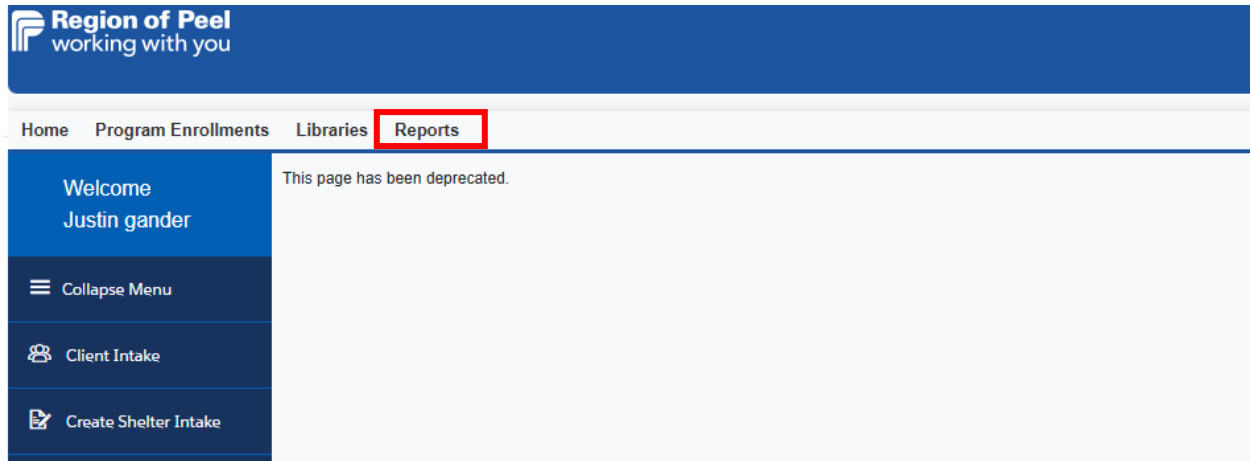 Region of Peel
working with you
Home Program Enrollments Libraries Reports
Welcome
Justin gander
This page has been deprecated.
Collapse Menu
Client Intake
Create Shelter Intake